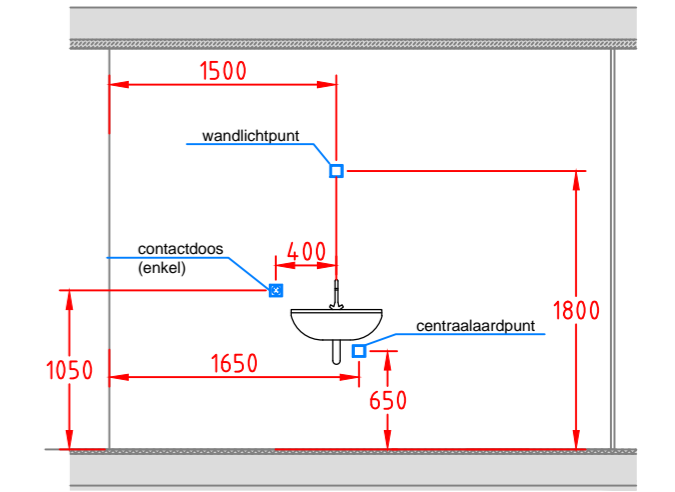 1500
wandlichtpunt
contactdoos
(enkel)
400
1800
centraalaardpunt
1650
1050
650